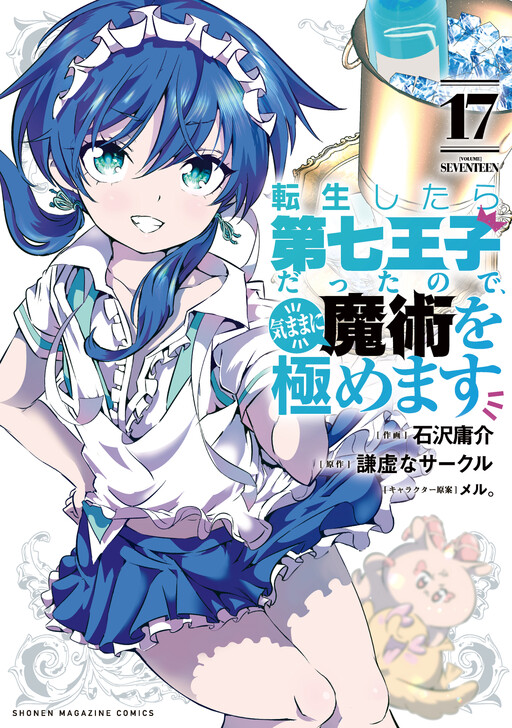 17
[VOLUME]
SEVENTEEN
転生したら
第七王子
だったので、
気ままに
魔術を
極めます
[作画] 石沢庸介
[原作] 謙虚なサークル
[キャラクター原案] メル。
SHONEN MAGAZINE COMICS